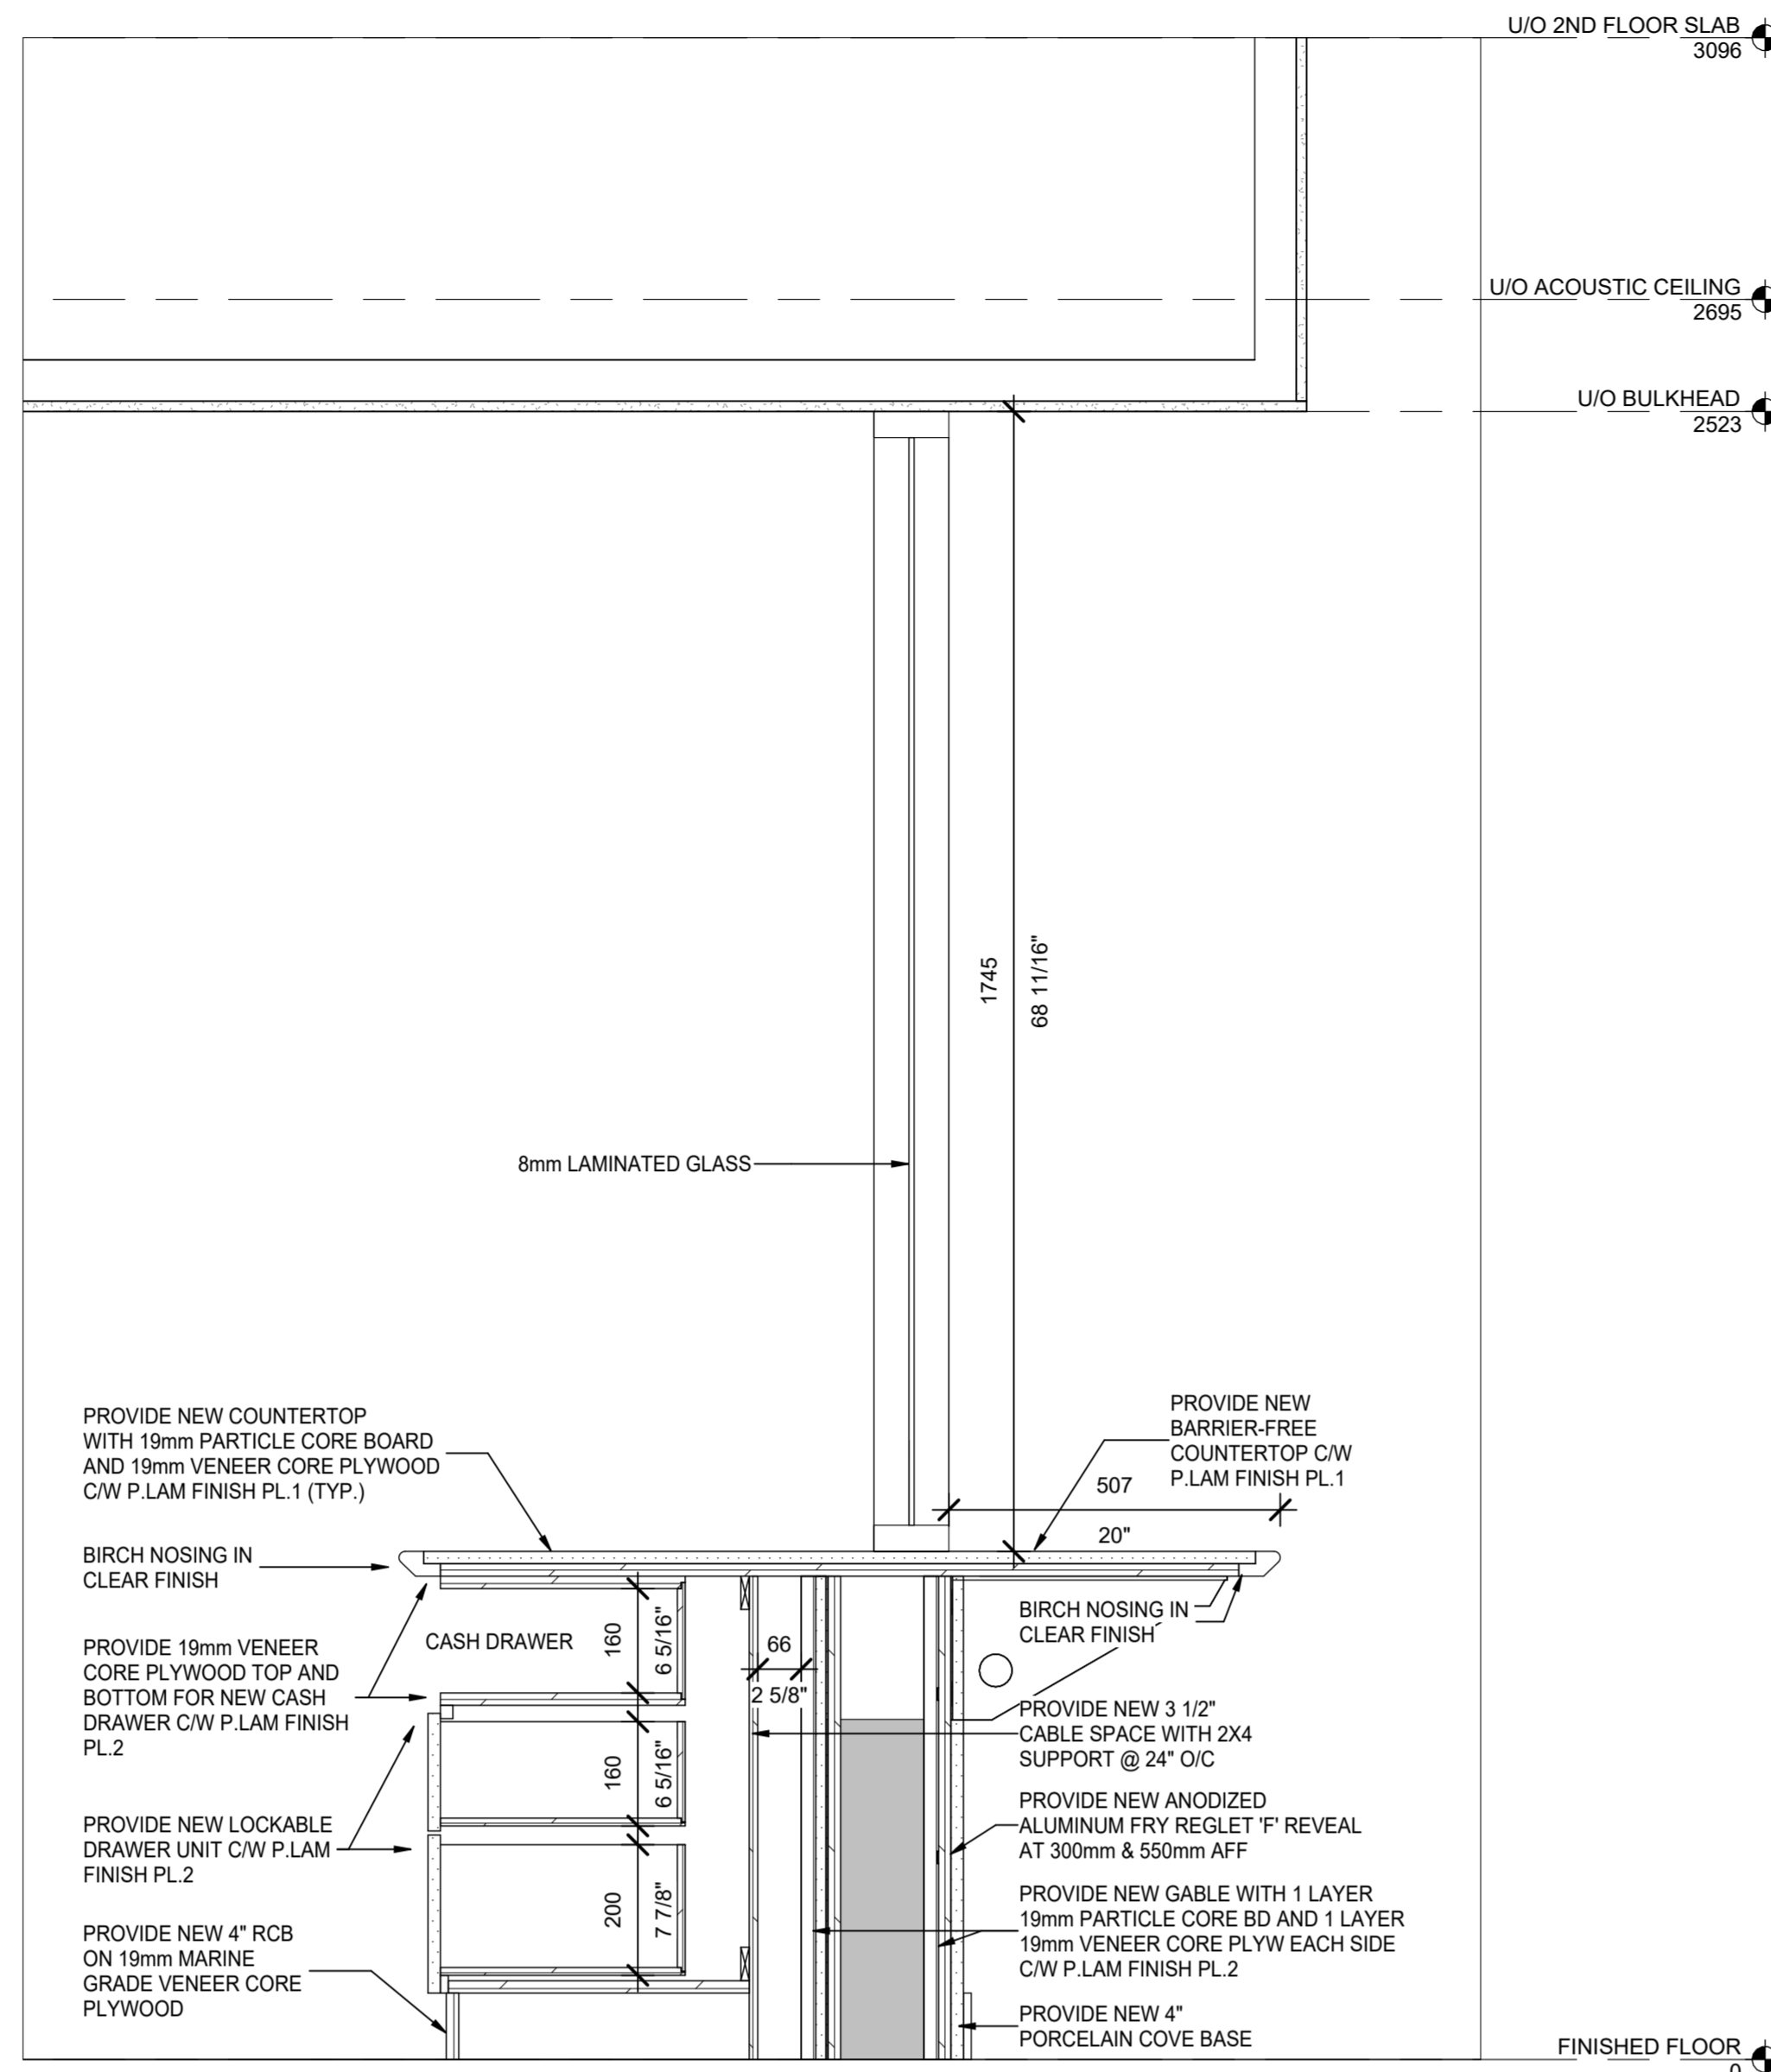 U/O 2ND FLOOR SLAB
3096
U/O ACOUSTIC CEILING
2695
U/O BULKHEAD
2523
1745
68 11/16"
8mm LAMINATED GLASS
PROVIDE NEW COUNTERTOP
WITH 19mm PARTICLE CORE BOARD
AND 19mm VENEER CORE PLYWOOD
C/W P.LAM FINISH PL.1 (TYP.)
PROVIDE NEW
BARRIER-FREE
COUNTERTOP C/W
P.LAM FINISH PL.1
507
20"
BIRCH NOSING IN
CLEAR FINISH
BIRCH NOSING IN
CLEAR FINISH
CASH DRAWER
160
6 5/16"
66
2 5/8"
PROVIDE 19mm VENEER
CORE PLYWOOD TOP AND
BOTTOM FOR NEW CASH
DRAWER C/W P.LAM FINISH
PL.2
PROVIDE NEW 3 1/2"
CABLE SPACE WITH 2X4
SUPPORT @ 24" O/C
160
6 5/16"
PROVIDE NEW LOCKABLE
DRAWER UNIT C/W P.LAM
FINISH PL.2
PROVIDE NEW ANODIZED
ALUMINUM FRY REGLET 'F' REVEAL
AT 300mm & 550mm AFF
200
7 7/8"
PROVIDE NEW GABLE WITH 1 LAYER
19mm PARTICLE CORE BD AND 1 LAYER
19mm VENEER CORE PLYW EACH SIDE
C/W P.LAM FINISH PL.2
PROVIDE NEW 4" RCB
ON 19mm MARINE
GRADE VENEER CORE
PLYWOOD
PROVIDE NEW 4"
PORCELAIN COVE BASE
FINISHED FLOOR
0